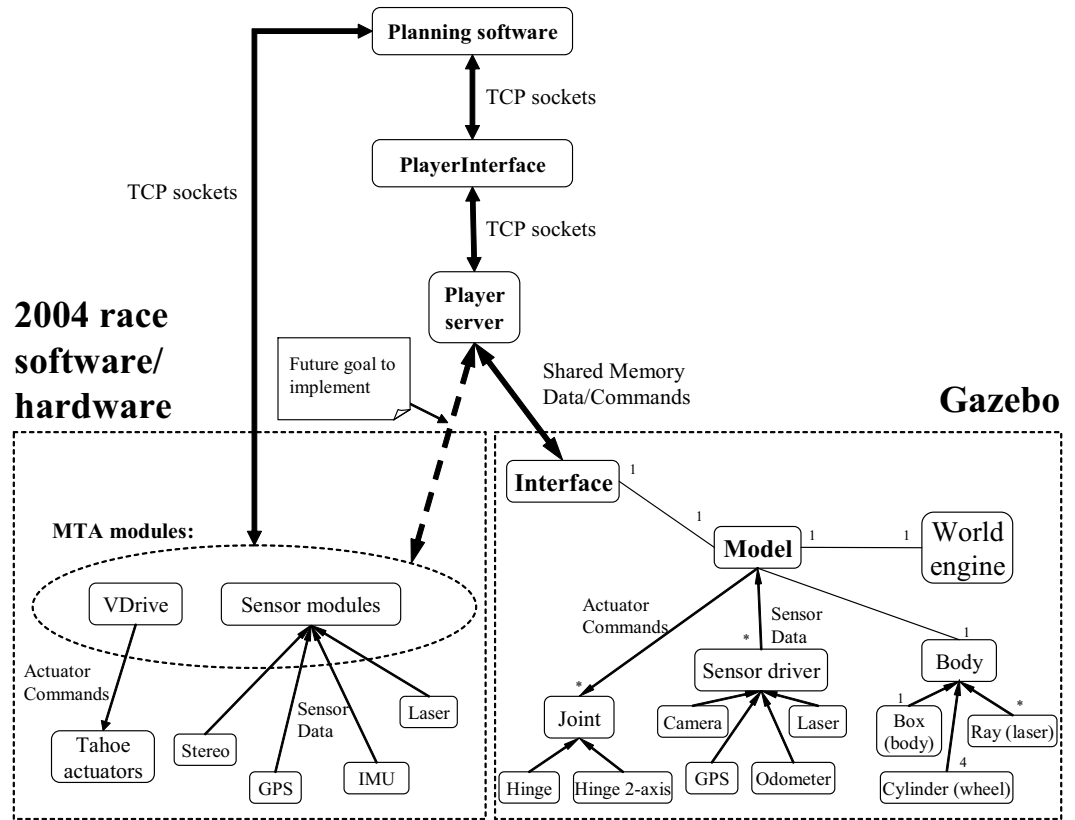 Planning software
TCP sockets
PlayerInterface
TCP sockets
TCP sockets
Player
server
2004 race
software/
hardware
Future goal to
implement
Shared Memory
Data/Commands
Gazebo
Interface
1
1
Model
1
1
World
engine
MTA modules:
VDrive
Sensor modules
Actuator
Commands
Sensor
Data
Tahoe
actuators
Stereo
GPS
IMU
Laser
Actuator
Commands
Sensor
Data
*
*
1
Joint
Sensor driver
Body
Hinge
Hinge 2-axis
Camera
Laser
GPS
Odometer
1
Box
(body)
*
Ray (laser)
4
Cylinder (wheel)